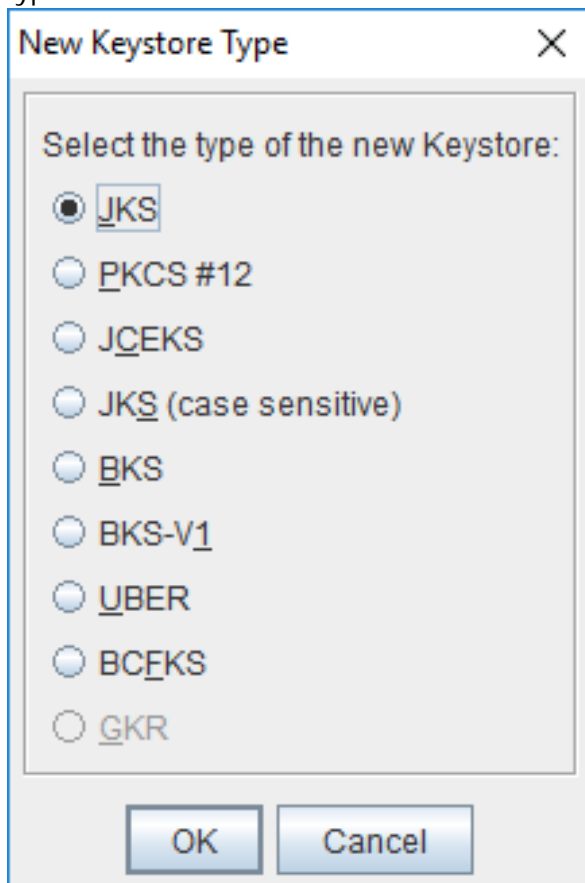 New Keystore Type
Select the type of the new Keystore:
JKS
PKCS #12
JCEKS
JKS (case sensitive)
BKS
BKS-V1
UBER
BCFKS
GKR
OK
Cancel